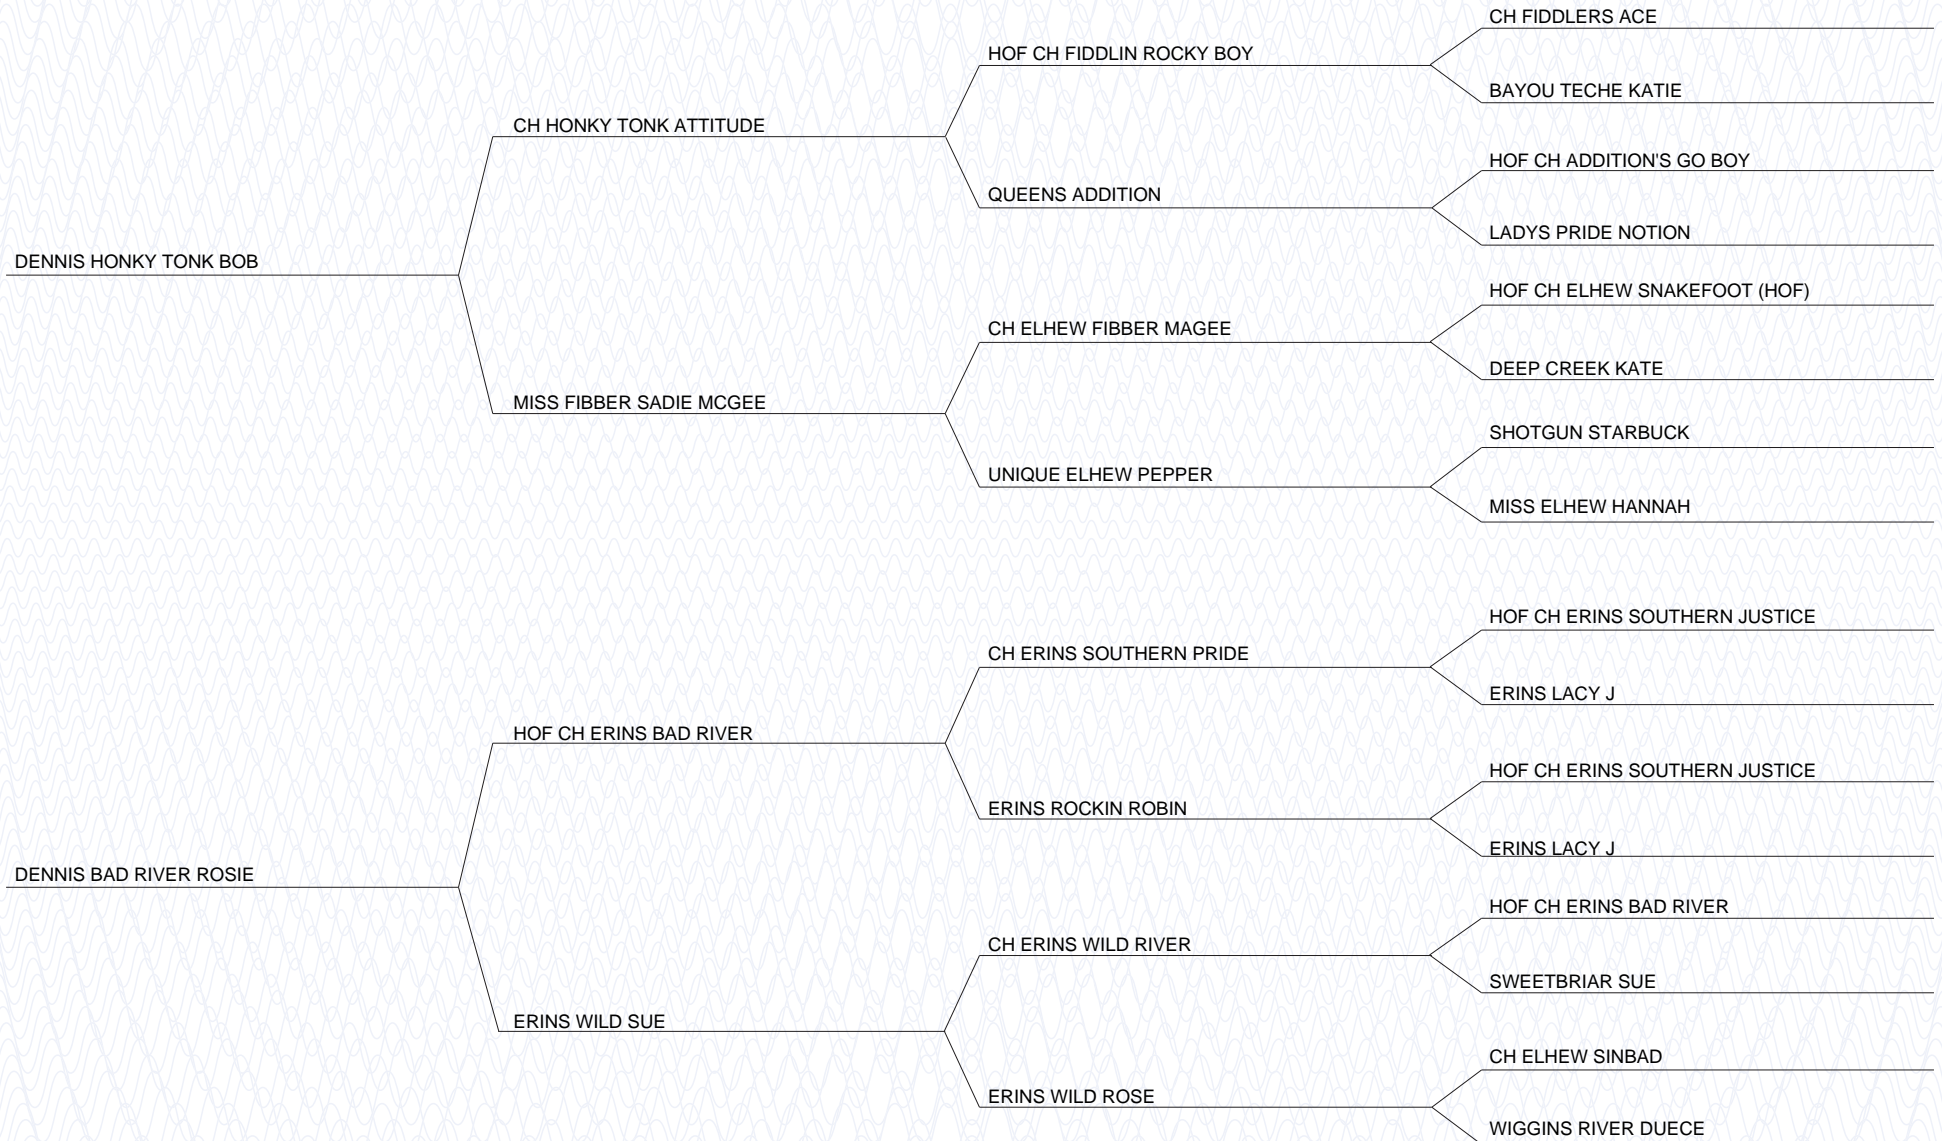 CH FIDDLERS ACE
HOF CH FIDDLIN ROCKY BOY
BAYOU TECHE KATIE
CH HONKY TONK ATTITUDE
HOF CH ADDITION'S GO BOY
QUEENS ADDITION
LADYS PRIDE NOTION
DENNIS HONKY TONK BOB
HOF CH ELHEW SNAKEFOOT (HOF)
CH ELHEW FIBBER MAGEE
DEEP CREEK KATE
MISS FIBBER SADIE MCGEE
SHOTGUN STARBUCK
UNIQUE ELHEW PEPPER
MISS ELHEW HANNAH
HOF CH ERINS SOUTHERN JUSTICE
CH ERINS SOUTHERN PRIDE
ERINS LACY J
HOF CH ERINS BAD RIVER
HOF CH ERINS SOUTHERN JUSTICE
ERINS ROCKIN ROBIN
ERINS LACY J
DENNIS BAD RIVER ROSIE
HOF CH ERINS BAD RIVER
CH ERINS WILD RIVER
SWEETBRIAR SUE
ERINS WILD SUE
CH ELHEW SINBAD
ERINS WILD ROSE
WIGGINS RIVER DUECE